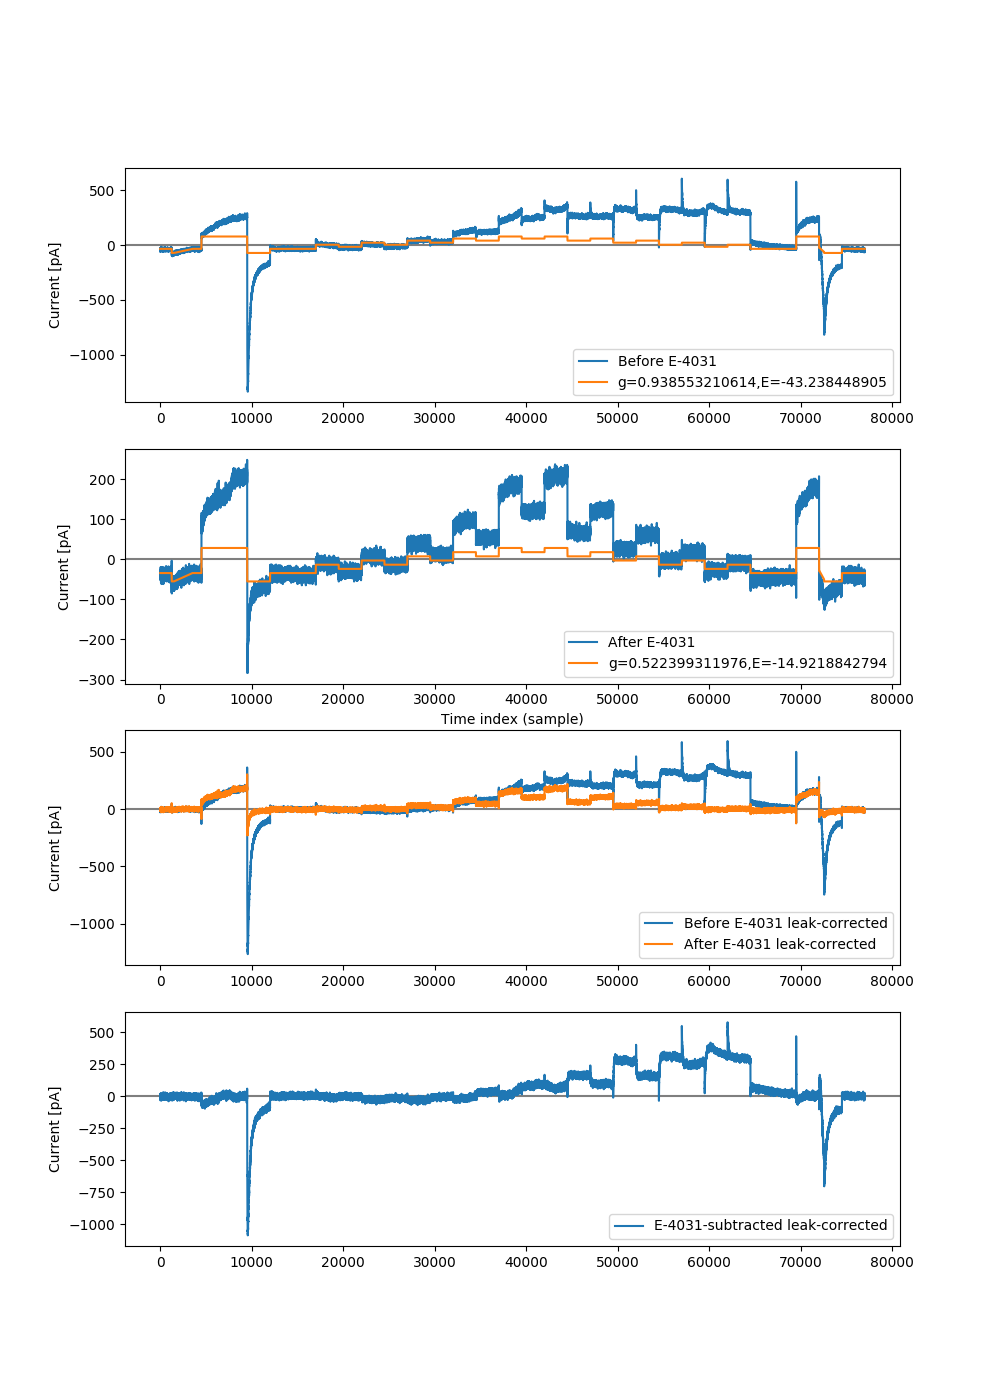 500
0
−500
−1000
Current [pA]
Before E-4031
g=0.938553210614,E=-43.238448905
0 10000 20000 30000 40000 50000 60000 70000 80000
200
100
0
−100
−200
−300
Current [pA]
After E-4031
g=0.522399311976,E=-14.9218842794
0 10000 20000 30000 40000 50000 60000 70000 80000
Time index (sample)
500
0
−500
−1000
Current [pA]
Before E-4031 leak-corrected
After E-4031 leak-corrected
0 10000 20000 30000 40000 50000 60000 70000 80000
500
250
0
−250
−500
−750
−1000
Current [pA]
E-4031-subtracted leak-corrected
0 10000 20000 30000 40000 50000 60000 70000 80000